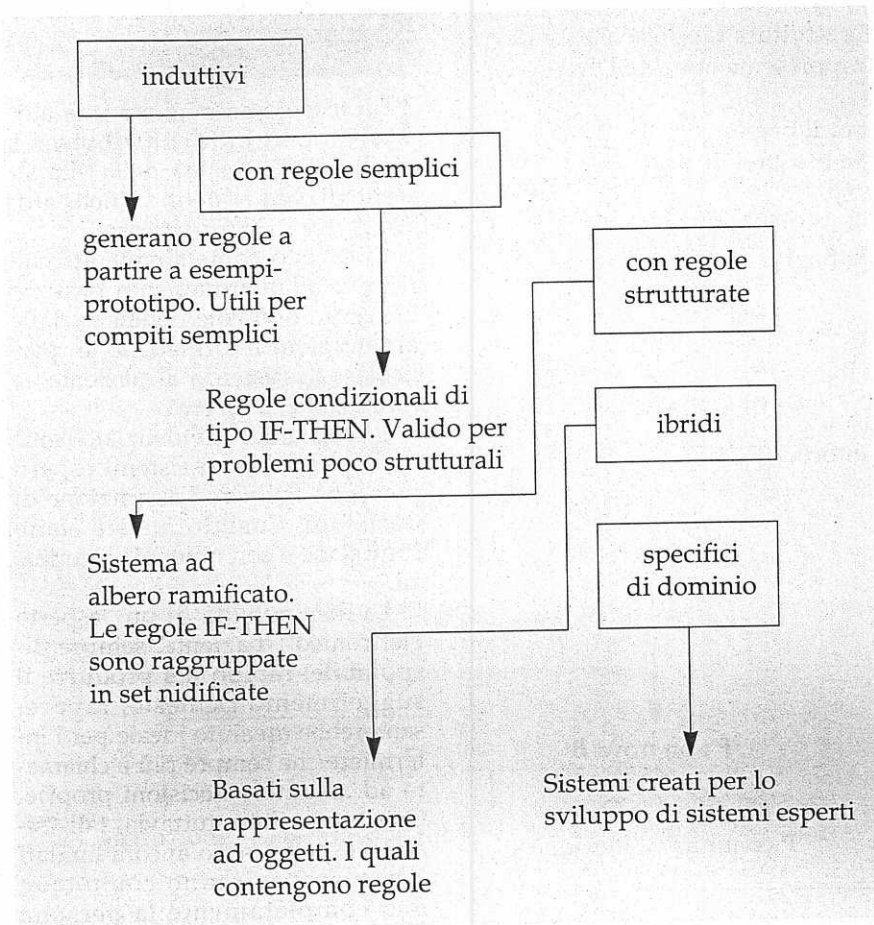 induttivi
con regole semplici
generano regole a
partire a esempi-
prototipo. Utili per
compiti semplici
con regole
strutturate
Regole condizionali di
tipo IF-THEN. Valido per
problemi poco strutturali
ibridi
Sistema ad
albero ramificato.
Le regole IF-THEN
sono raggruppate
in set nidificate
specifici
di dominio
Basati sulla
rappresentazione
ad oggetti. I quali
contengono regole
Sistemi creati per lo
sviluppo di sistemi esperti